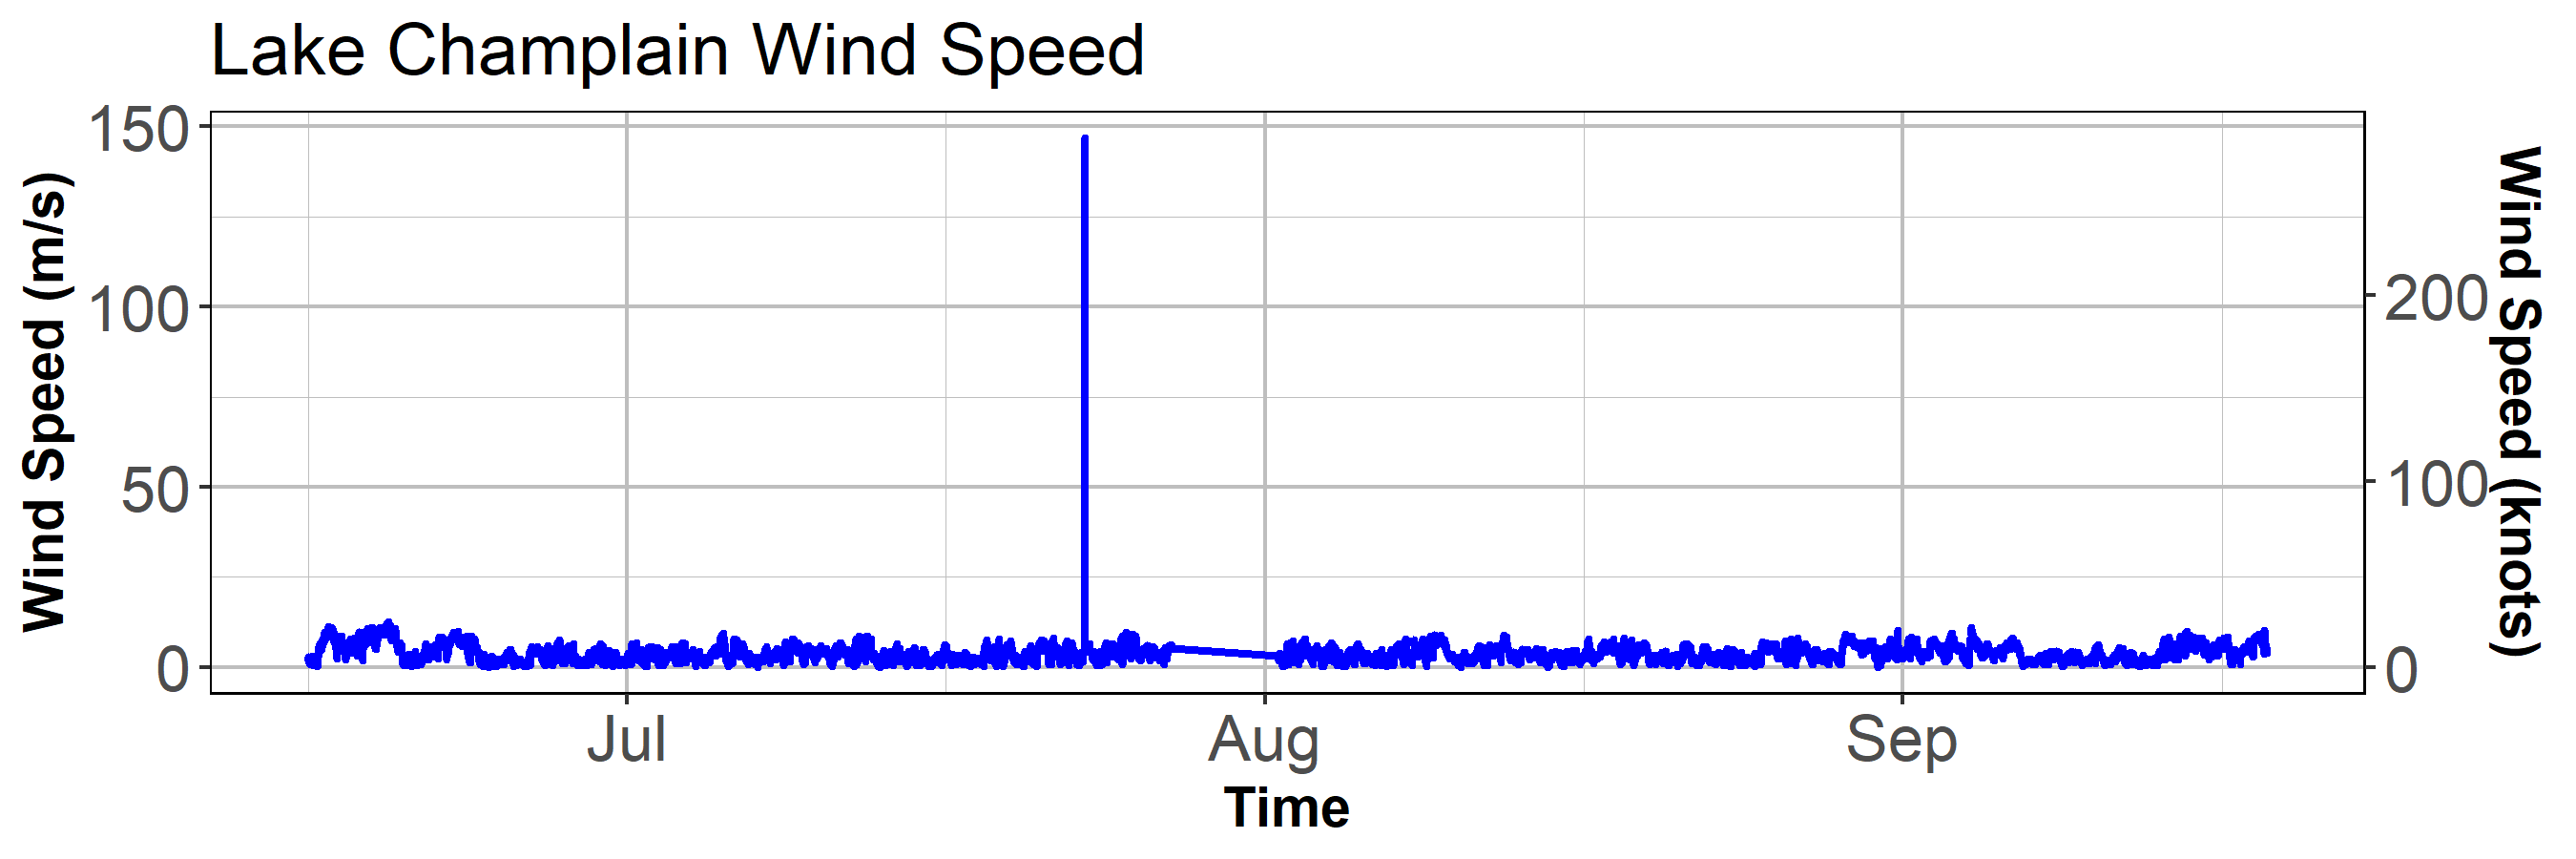 Lake Champlain Wind Speed
150
100
50
0
Wind Speed (m/s)
200
100
0
Wind Speed (knots)
Jul
Aug
Sep
Time